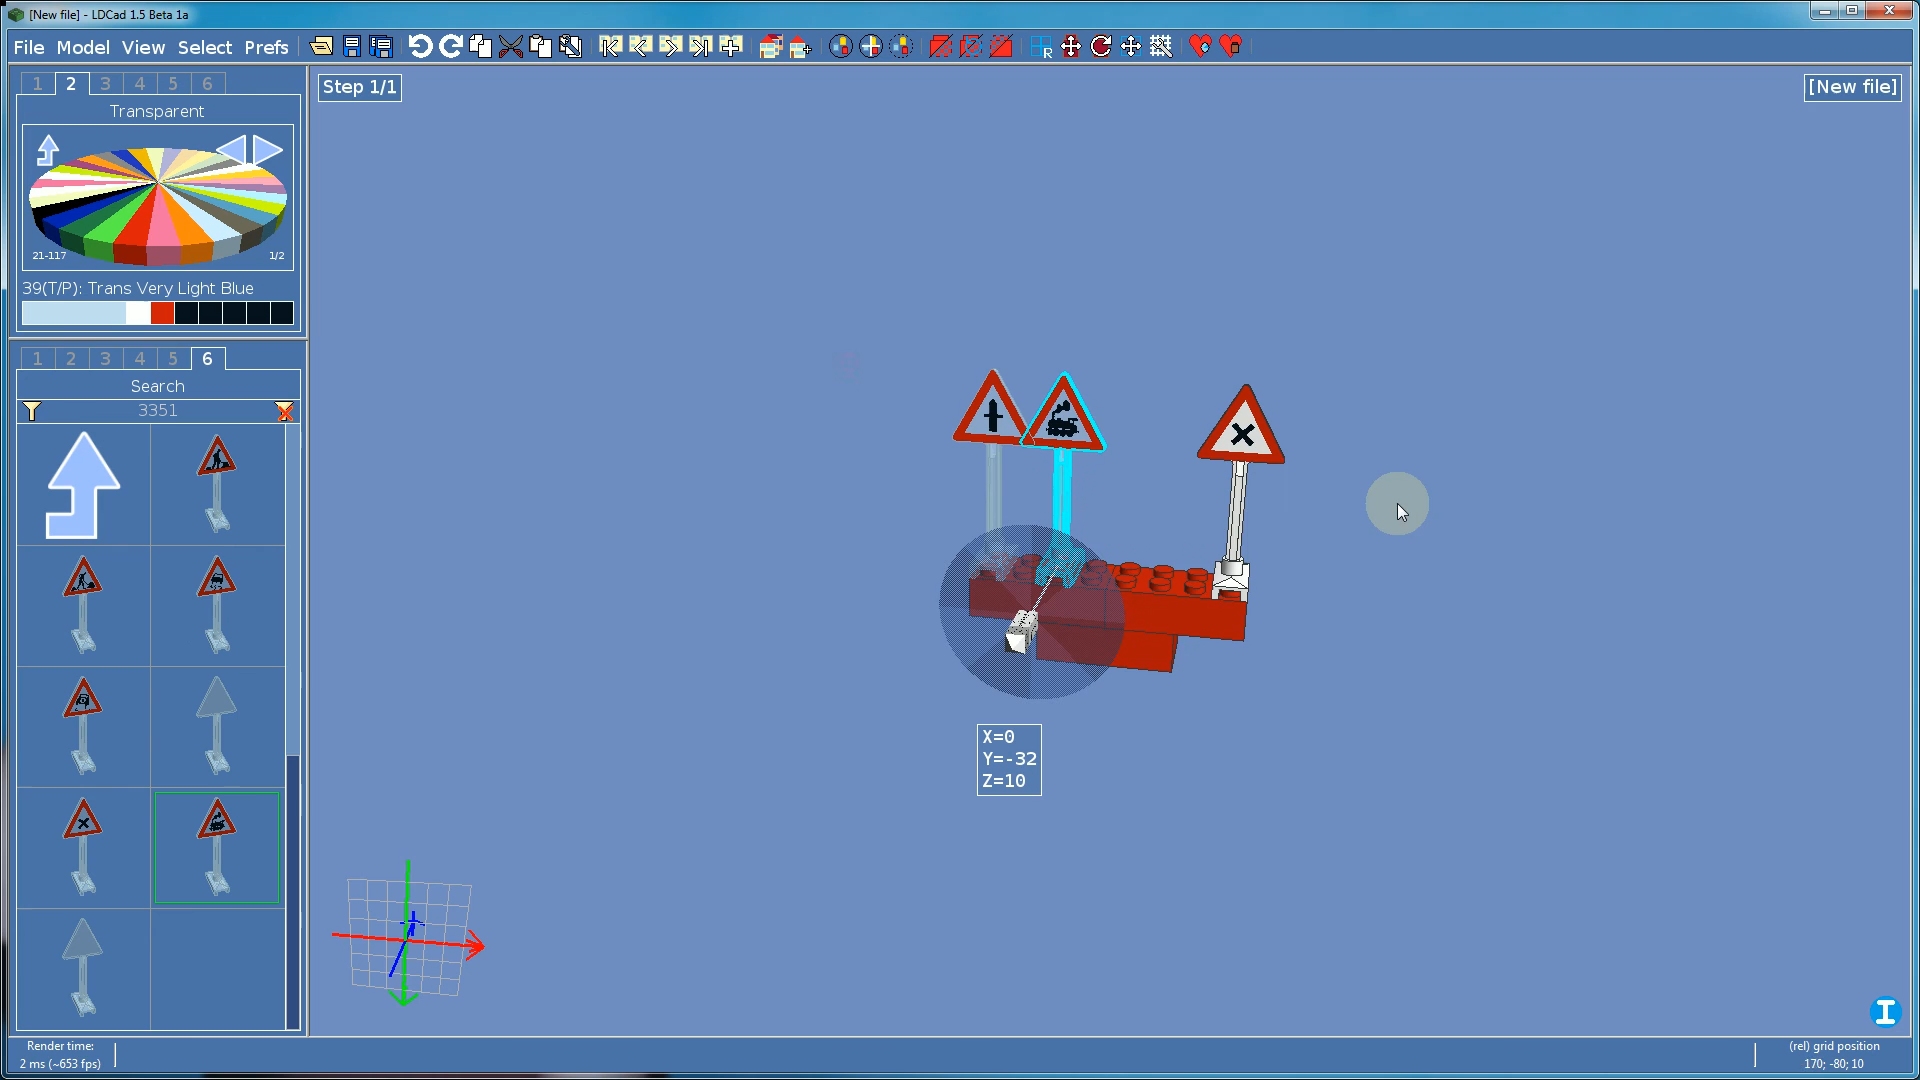 [New file] - LDCad 1.5 Beta 1a
File Model View Select Prefs
R
1 2 3 4 5 6
Transparent
21-117
1/2
39(T/P): Trans Very Light Blue
1 2 3 4 5 6
Search
3351
Step 1/1
[New file]
X=0
Y=-32
Z=10
I
Render time:
2 ms (~653 fps)
(rel) grid position
170; -80; 10